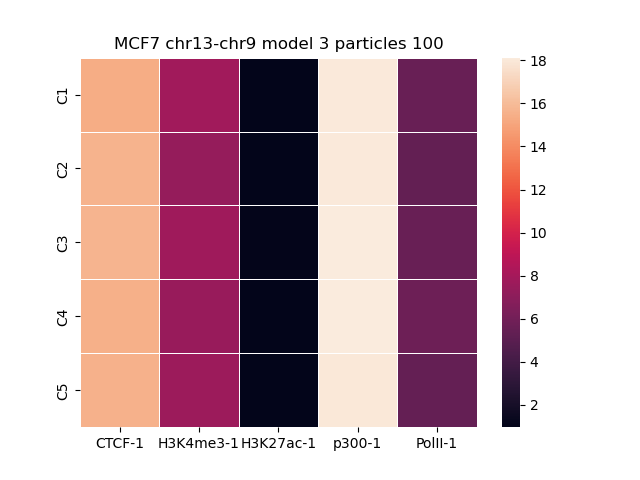 MCF7 chr13-chr9 model 3 particles 100
C1
C2
C3
C4
C5
CTCF-1
H3K4me3-1
H3K27ac-1
p300-1
PolII-1
18
16
14
12
10
8
6
4
2